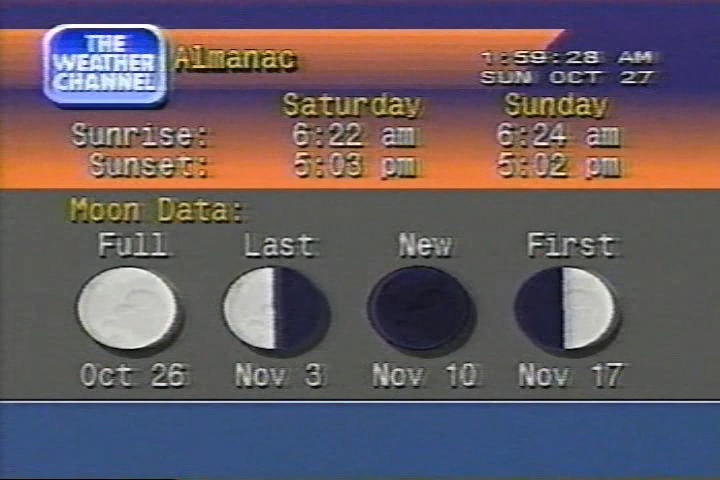 THE WEATHER CHANNEL
Almanac
1:59:28 AM
SUN OCT 27
Saturday Sunday
Sunrise: 6:22 am 6:24 am
Sunset: 5:03 pm 5:02 pm
Moon Data:
Full Last New First
Oct 26 Nov 3 Nov 10 Nov 17